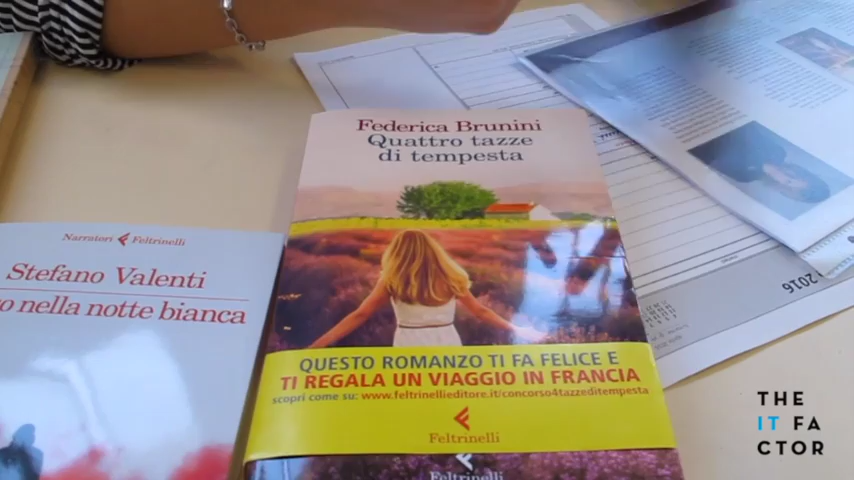 Federica Brunini
Quattro tazze
di tempesta
QUESTO ROMANZO TI FA FELICE E
TI REGALA UN VIAGGIO IN FRANCIA
scopri come su: www.feltrinellieditore.it/concorso4tazzeditempesta
Feltrinelli
Feltrinelli
Narratori Feltrinelli
Stefano Valenti
o nella notte bianca
2016
THE
IT FA
CTOR